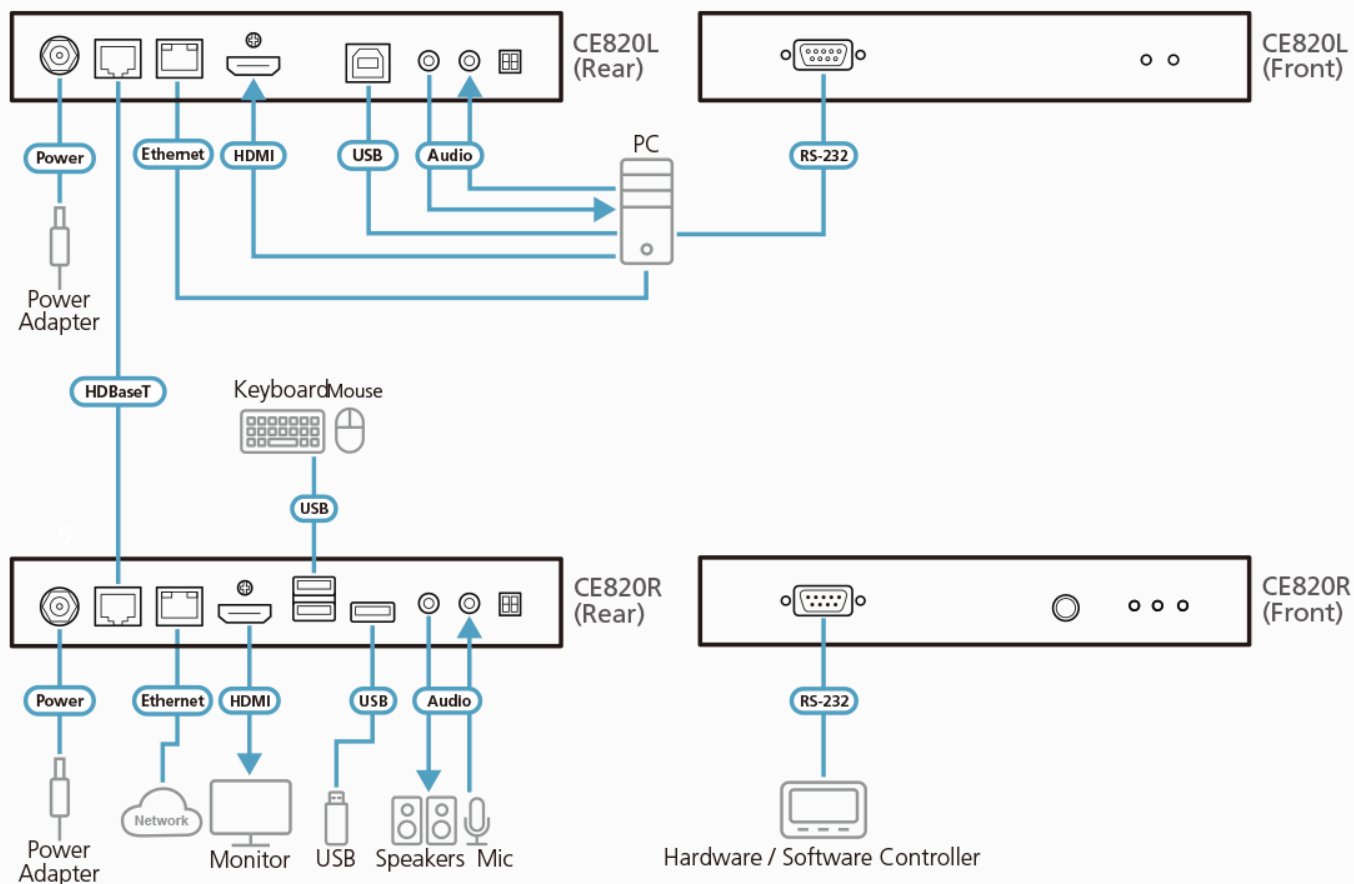 CE820L
(Rear)
CE820L
(Front)
Power
Ethernet
HDMI
USB
Audio
PC
RS-232
Power
Adapter
HDBaseT
Keyboard
Mouse
USB
5
CE820R
(Rear)
CE820R
(Front)
Power
Ethernet
HDMI
USB
Audio
RS-232
Network
Power
Adapter
Monitor
USB
Speakers
Mic
Hardware / Software Controller